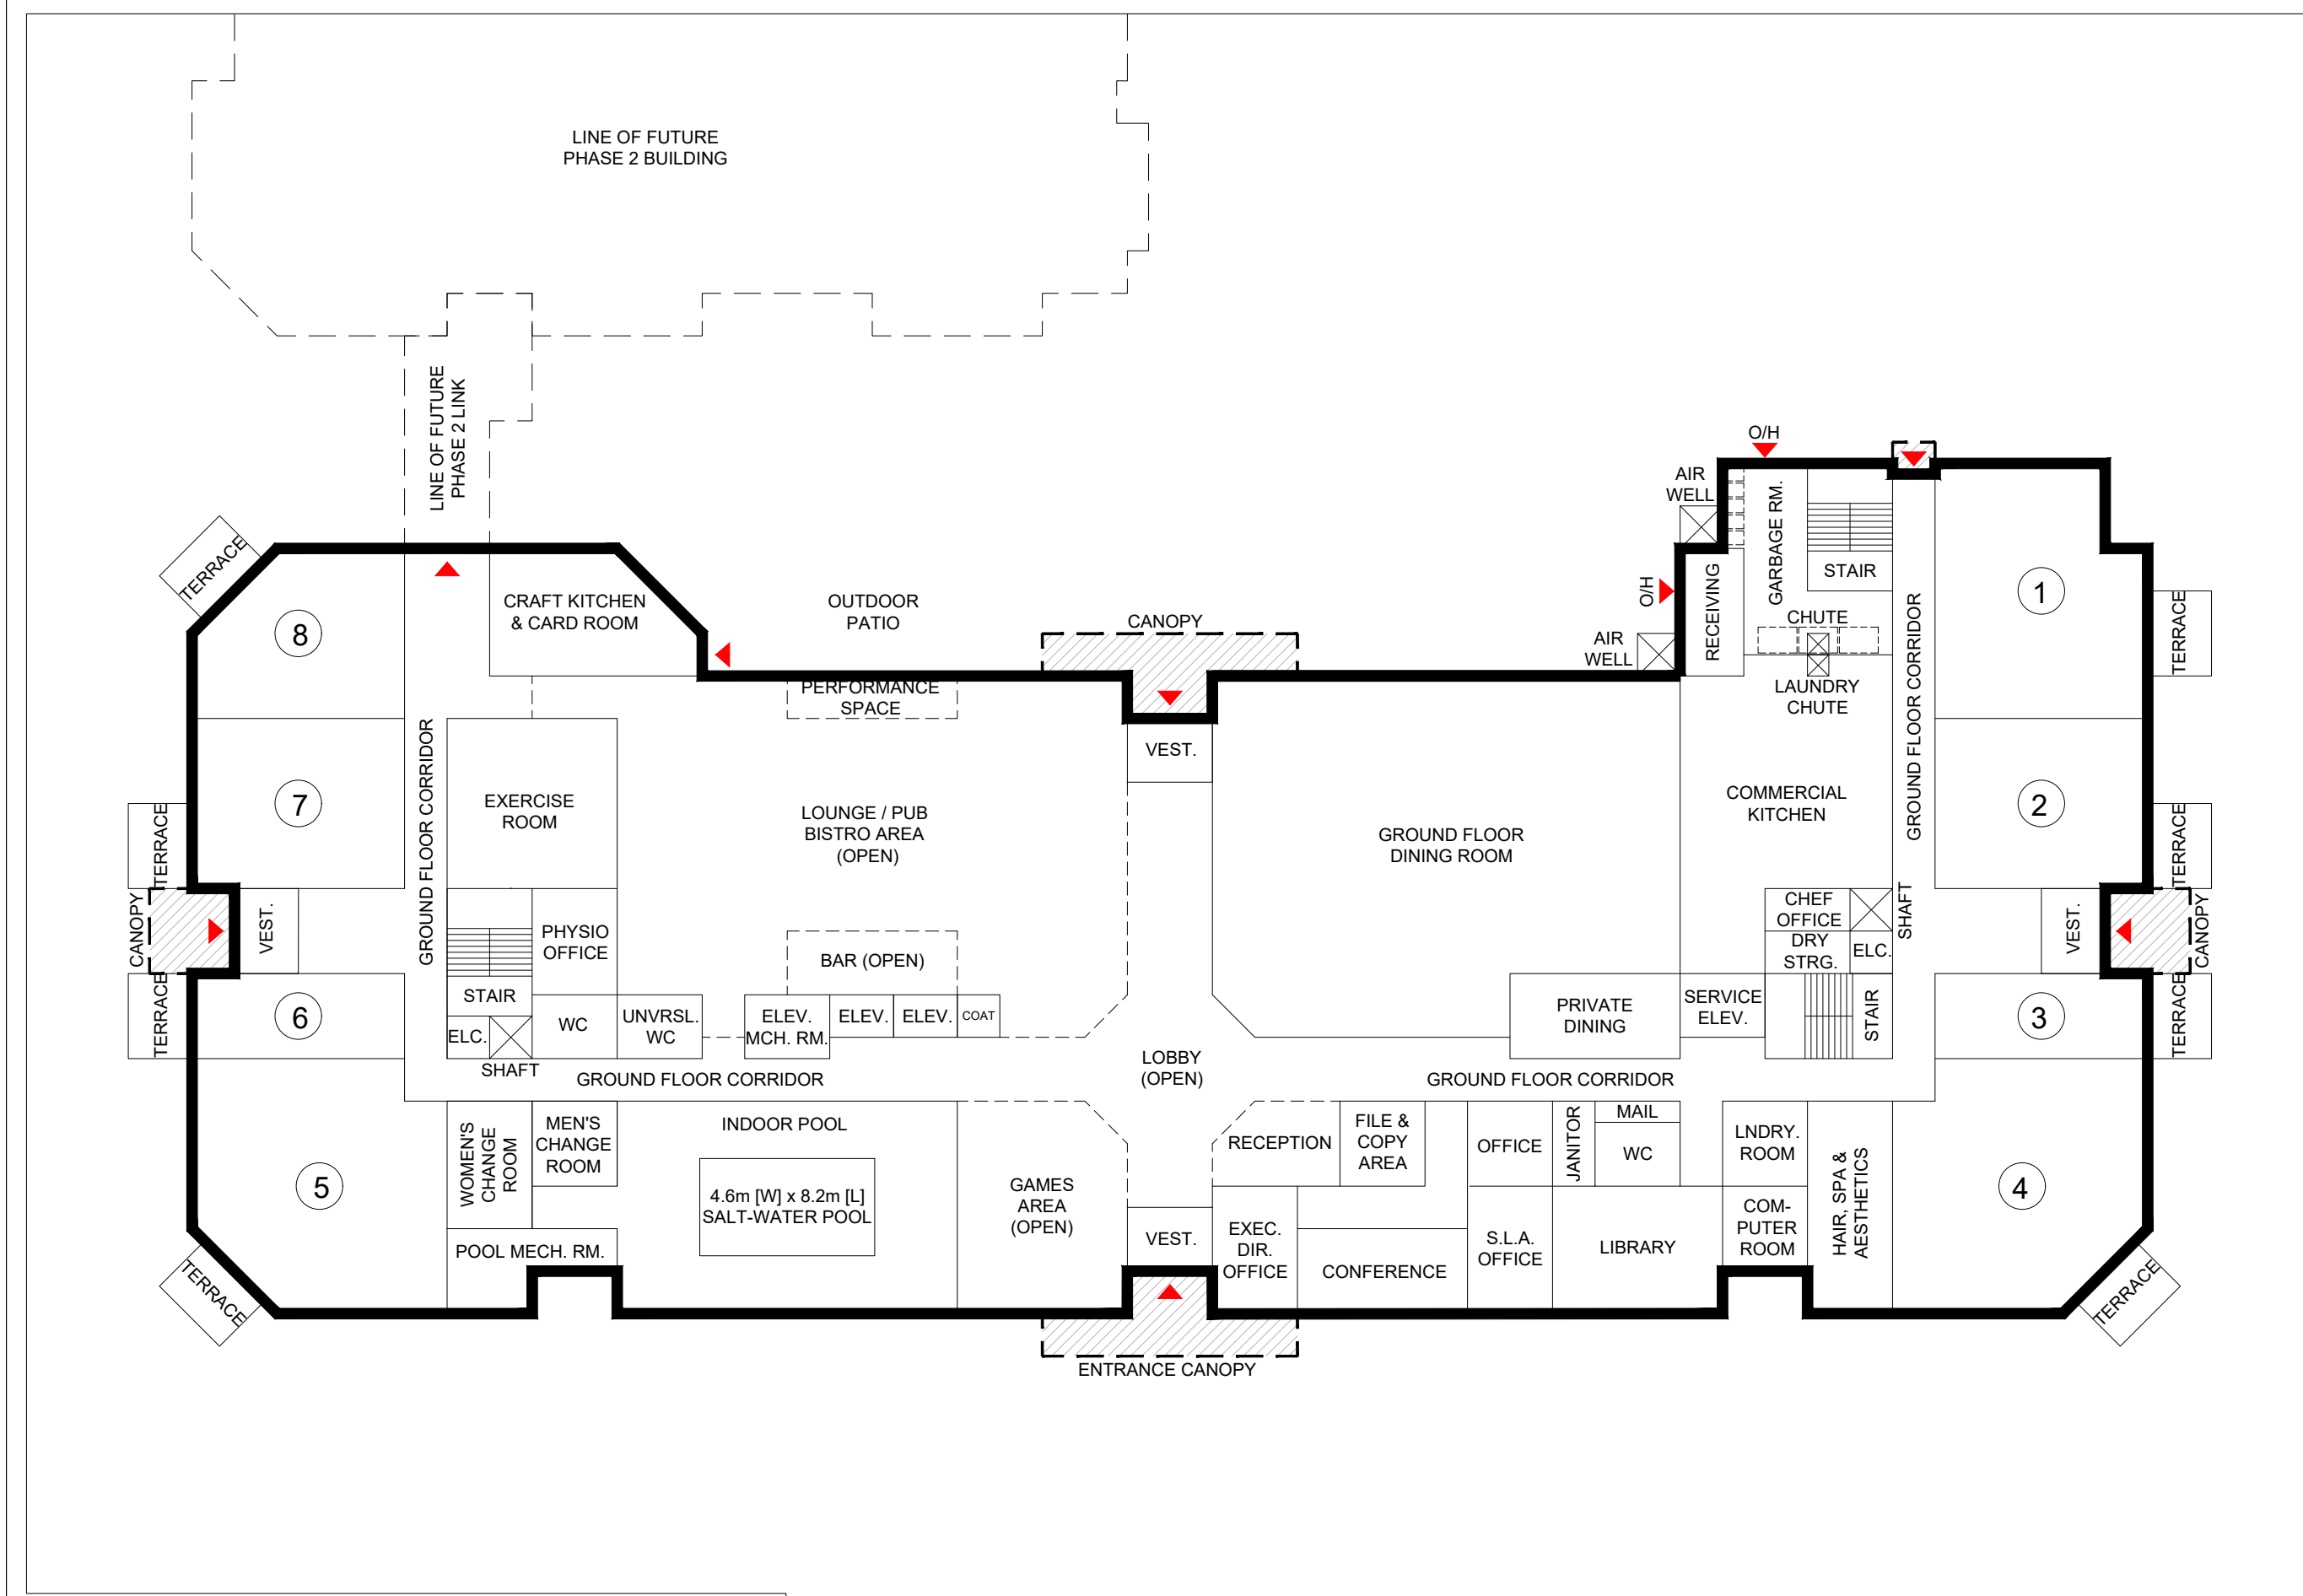 LINE OF FUTURE
PHASE 2 BUILDING
LINE OF FUTURE
PHASE 2 LINK
O/H
AIR
WELL
GARBAGE RM.
STAIR
TERRACE
8
CRAFT KITCHEN
& CARD ROOM
OUTDOOR
PATIO
CANOPY
O/H
AIR
WELL
RECEIVING
CHUTE
LAUNDRY
CHUTE
GROUND FLOOR CORRIDOR
1
TERRACE
PERFORMANCE
SPACE
VEST.
GROUND FLOOR CORRIDOR
7
TERRACE
EXERCISE
ROOM
LOUNGE / PUB
BISTRO AREA
(OPEN)
GROUND FLOOR
DINING ROOM
COMMERCIAL
KITCHEN
2
TERRACE
CANOPY
VEST.
PHYSIO
OFFICE
BAR (OPEN)
CHEF
OFFICE
SHAFT
DRY
STRG.
ELC.
VEST.
CANOPY
TERRACE
6
STAIR
ELC.
SHAFT
WC
UNVRSL.
WC
ELEV.
MCH. RM.
ELEV.
ELEV.
COAT
PRIVATE
DINING
SERVICE
ELEV.
STAIR
3
TERRACE
GROUND FLOOR CORRIDOR
LOBBY
(OPEN)
GROUND FLOOR CORRIDOR
5
WOMEN'S
CHANGE
ROOM
MEN'S
CHANGE
ROOM
INDOOR POOL
4.6m [W] x 8.2m [L]
SALT-WATER POOL
GAMES
AREA
(OPEN)
RECEPTION
FILE &
COPY
AREA
OFFICE
JANITOR
MAIL
WC
LNDRY.
ROOM
HAIR, SPA &
AESTHETICS
4
TERRACE
POOL MECH. RM.
VEST.
EXEC.
DIR.
OFFICE
CONFERENCE
S.L.A.
OFFICE
LIBRARY
COM-
PUTER
ROOM
TERRACE
ENTRANCE CANOPY